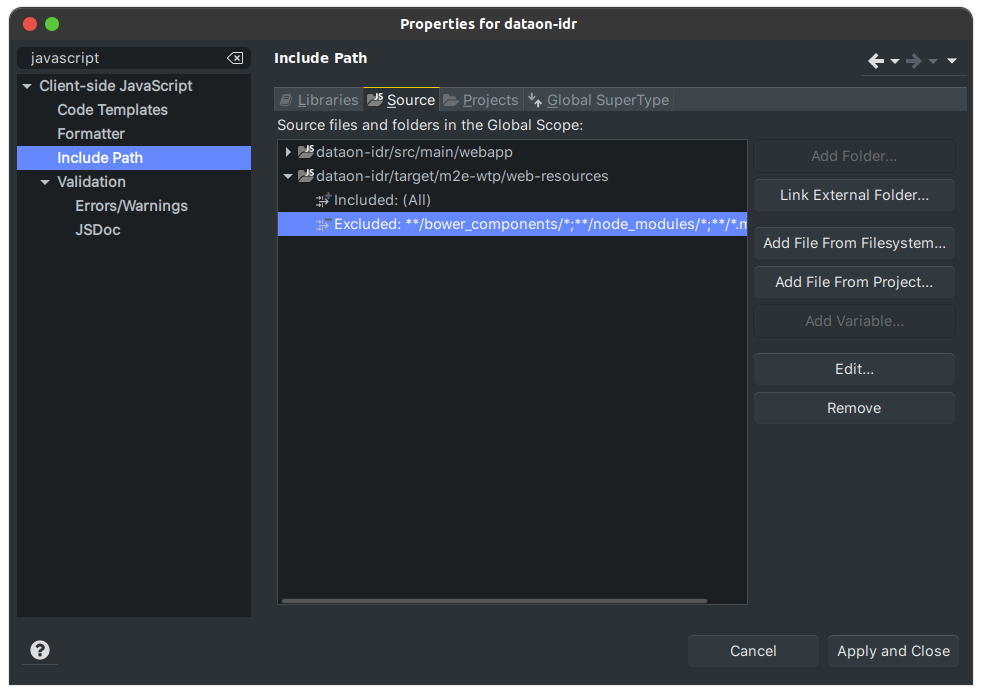 Properties for dataon-idr
javascript
Include Path
Client-side JavaScript
Code Templates
Formatter
Include Path
Validation
Errors/Warnings
JSDoc
Libraries
Source
Projects
Global SuperType
Source files and folders in the Global Scope:
dataon-idr/src/main/webapp
dataon-idr/target/m2e-wtp/web-resources
Included: (All)
Excluded: **/bower_components/*;**/node_modules/*;**/*.m
Add Folder...
Link External Folder...
Add File From Filesystem...
Add File From Project...
Add Variable...
Edit...
Remove
?
Cancel
Apply and Close